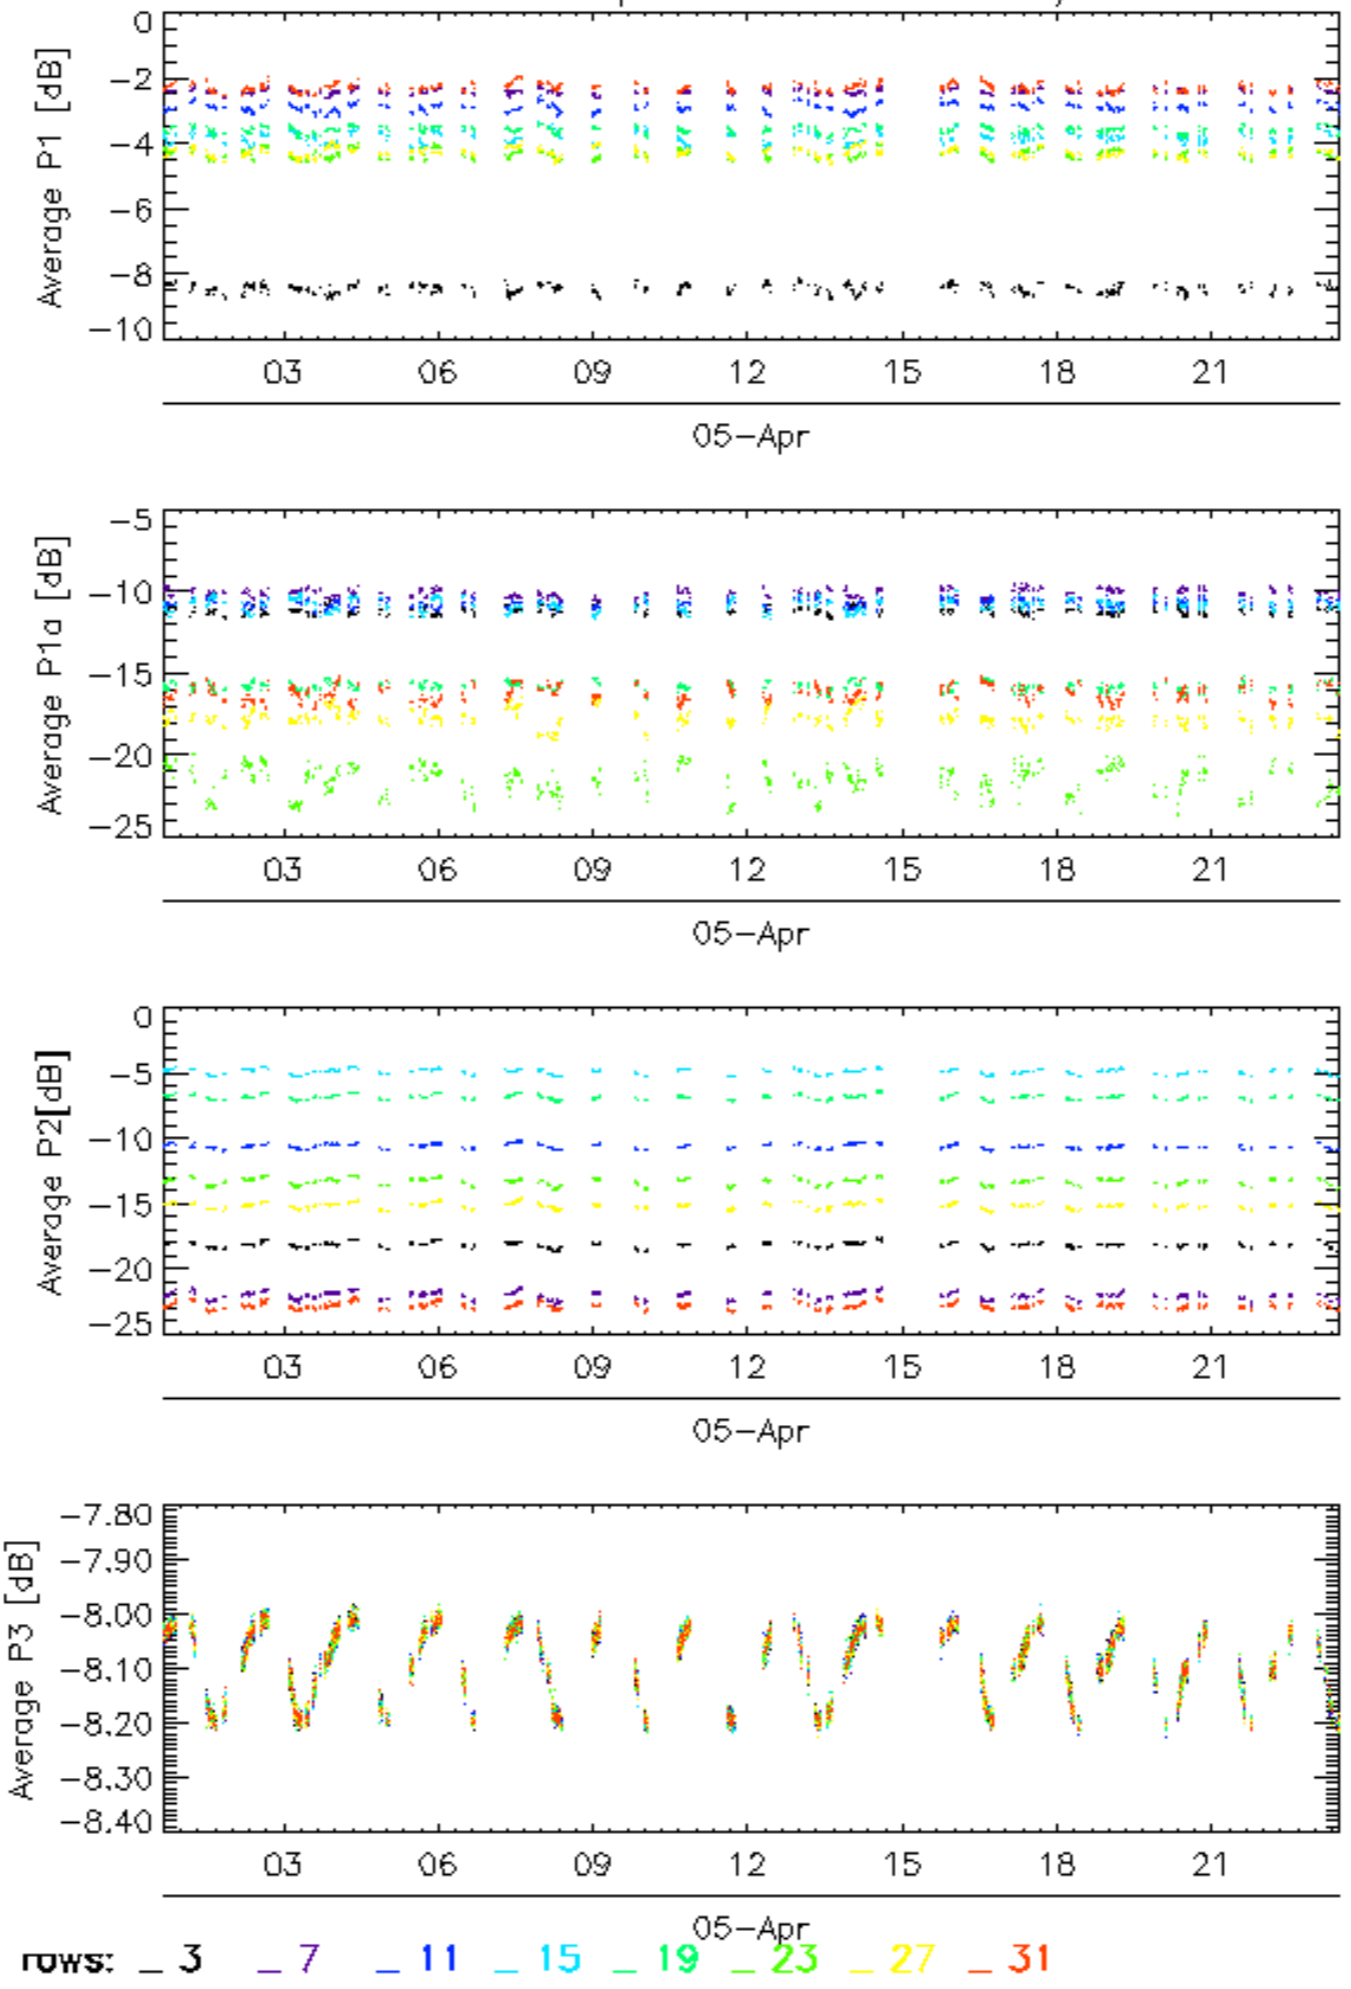 0
-2
-4
-6
-8
-10
Average P1 [dB]
03 06 09 12 15 18 21
05-Apr
-5
-10
-15
-20
-25
Average P1a [dB]
03 06 09 12 15 18 21
05-Apr
0
-5
-10
-15
-20
-25
Average P2[dB]
03 06 09 12 15 18 21
05-Apr
-7.80
-7.90
-8.00
-8.10
-8.20
-8.30
-8.40
Average P3 [dB]
03 06 09 12 15 18 21
05-Apr
rows: _ 3 _ 7 _ 11 _ 15 _ 19 _ 23 _ 27 _ 31